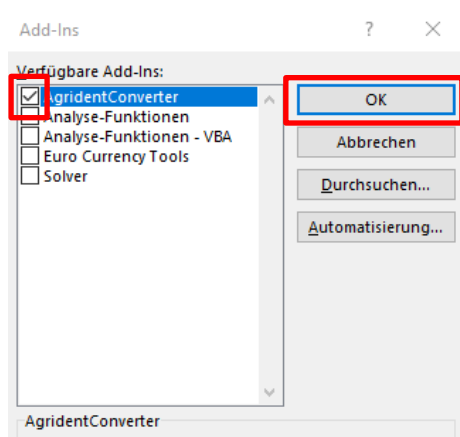 Add-Ins ?
Verfügbare Add-Ins:
AgridentConverter
Analyse-Funktionen
Analyse-Funktionen - VBA
Euro Currency Tools
Solver
OK
Abbrechen
Durchsuchen...
Automatisierung...
AgridentConverter